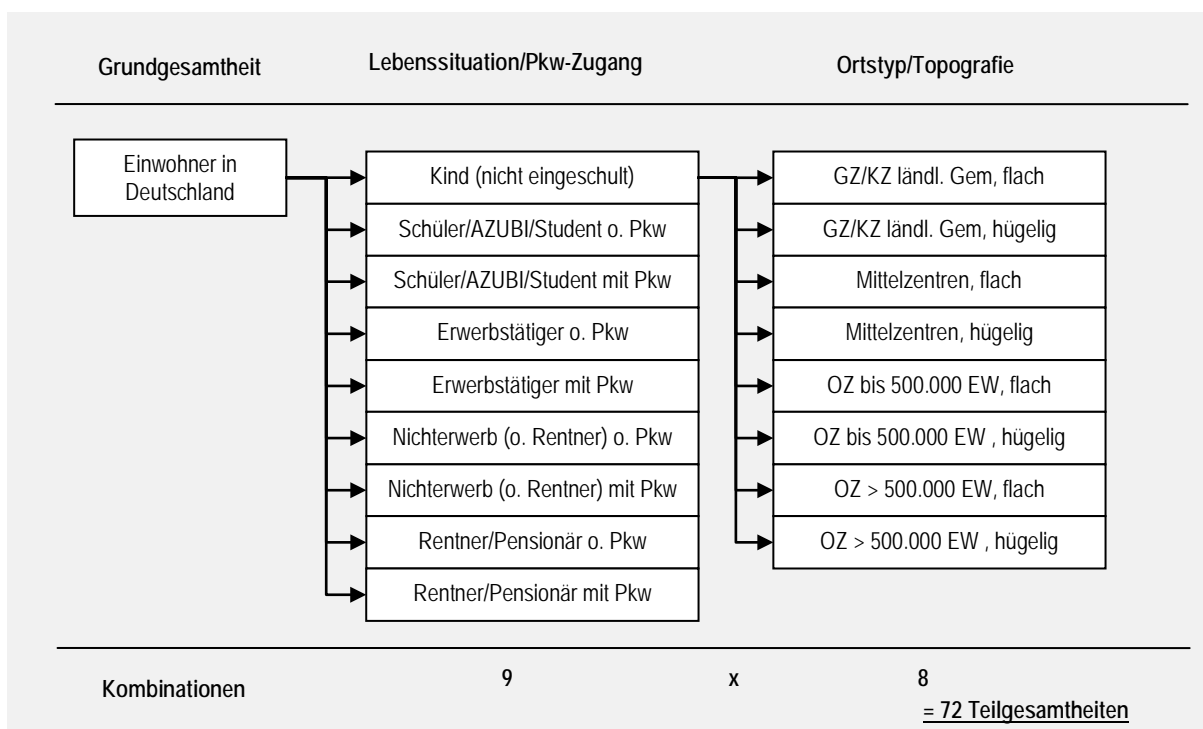 Grundgesamtheit
Lebenssituation/Pkw-Zugang
Ortstyp/Topografie
Einwohner in
Deutschland
Kind (nicht eingeschult)
Schüler/AZUBI/Student o. Pkw
Schüler/AZUBI/Student mit Pkw
Erwerbstätiger o. Pkw
Erwerbstätiger mit Pkw
Nichterwerb (o. Rentner) o. Pkw
Nichterwerb (o. Rentner) mit Pkw
Rentner/Pensionär o. Pkw
Rentner/Pensionär mit Pkw
GZ/KZ ländl. Gem, flach
GZ/KZ ländl. Gem, hügelig
Mittelzentren, flach
Mittelzentren, hügelig
OZ bis 500.000 EW, flach
OZ bis 500.000 EW , hügelig
OZ > 500.000 EW, flach
OZ > 500.000 EW , hügelig
Kombinationen
9 x 8
= 72 Teilgesamtheiten